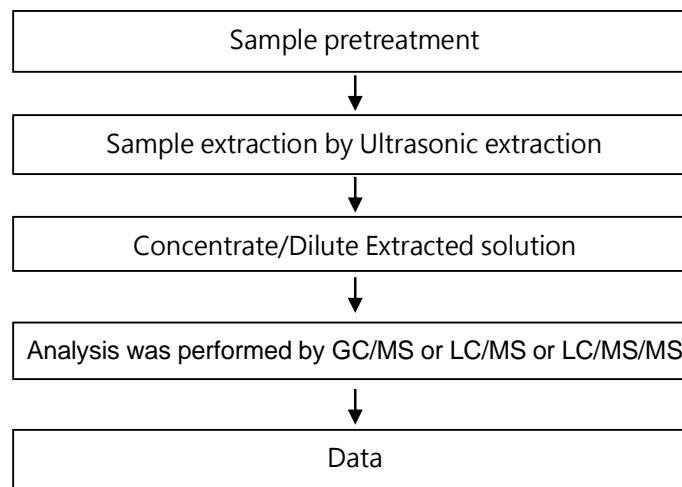 Sample pretreatment
Sample extraction by Ultrasonic extraction
Concentrate/Dilute Extracted solution
Analysis was performed by GC/MS or LC/MS or LC/MS/MS
Data